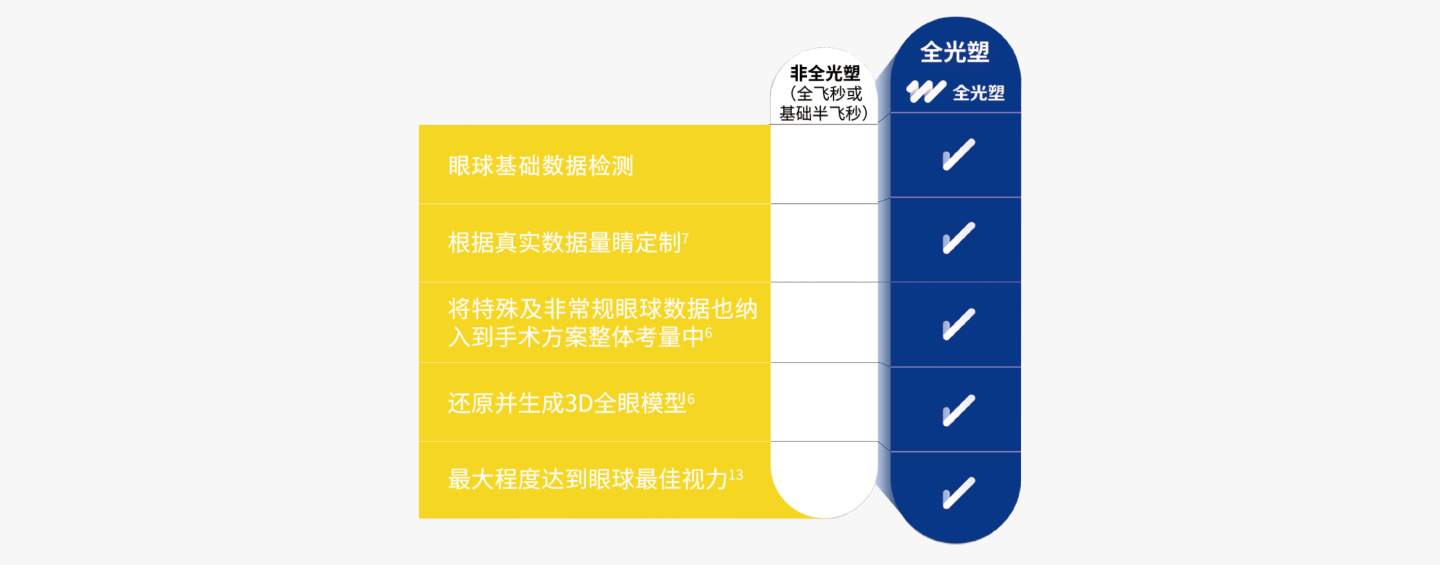 非全光塑
（全飞秒或
基础半飞秒）
全光塑
全光塑
眼球基础数据检测
根据真实数据量睛定制7
将特殊及非常规眼球数据也纳
入到手术方案整体考量中6
还原并生成3D全眼模型6
最大程度达到眼球最佳视力13